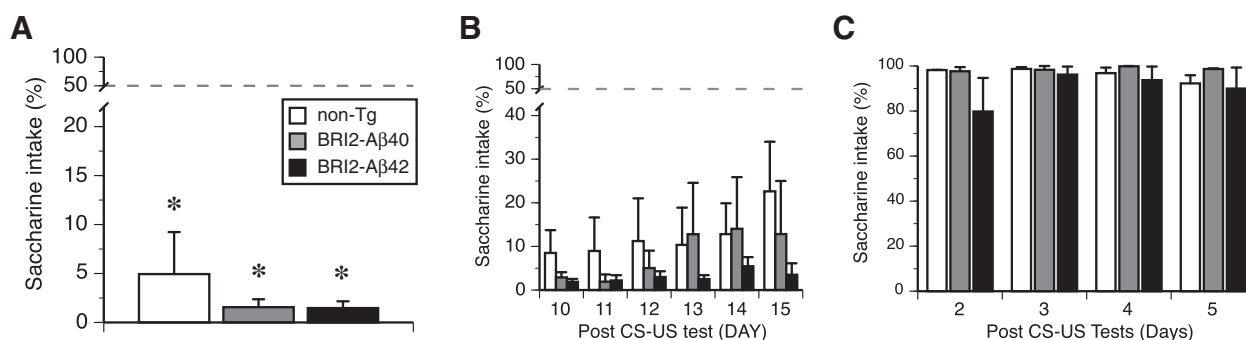 A
Saccharine intake (%)
100
50
20
15
10
5
0
*
*
*
non-Tg
BRI2-Aβ40
BRI2-Aβ42
B
Saccharine intake (%)
100
50
40
30
20
10
0
10 11 12 13 14 15
Post CS-US test (DAY)
C
Saccharine intake (%)
100
80
60
40
20
0
2 3 4 5
Post CS-US Tests (Days)